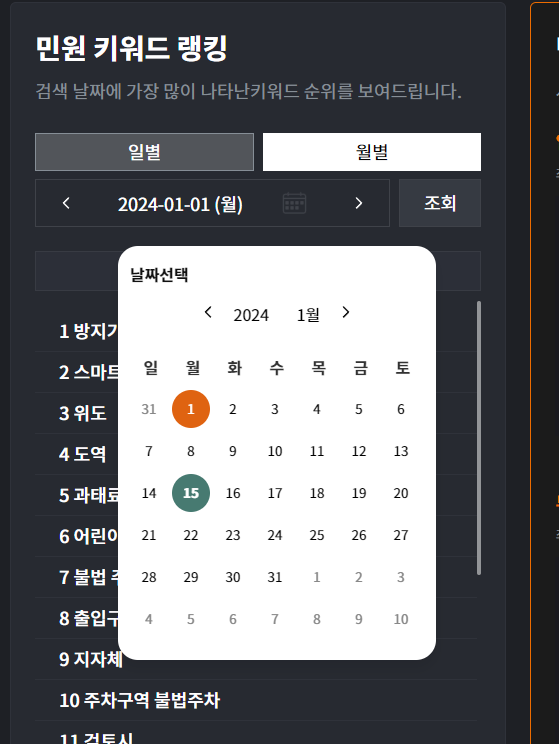 민원 키워드 랭킹
검색 날짜에 가장 많이 나타난키워드 순위를 보여드립니다.
일별 월별
2024-01-01 (월) 조회
날짜선택
2024 1월
일 월 화 수 목 금 토
31 1 2 3 4 5 6
7 8 9 10 11 12 13
14 15 16 17 18 19 20
21 22 23 24 25 26 27
28 29 30 31 1 2 3
4 5 6 7 8 9 10
1 방지
2 스마트
3 위도
4 도역
5 과태료
6 어린이
7 불법
8 출입구
9 지자체
10 주차구역 불법주차
11 검토시